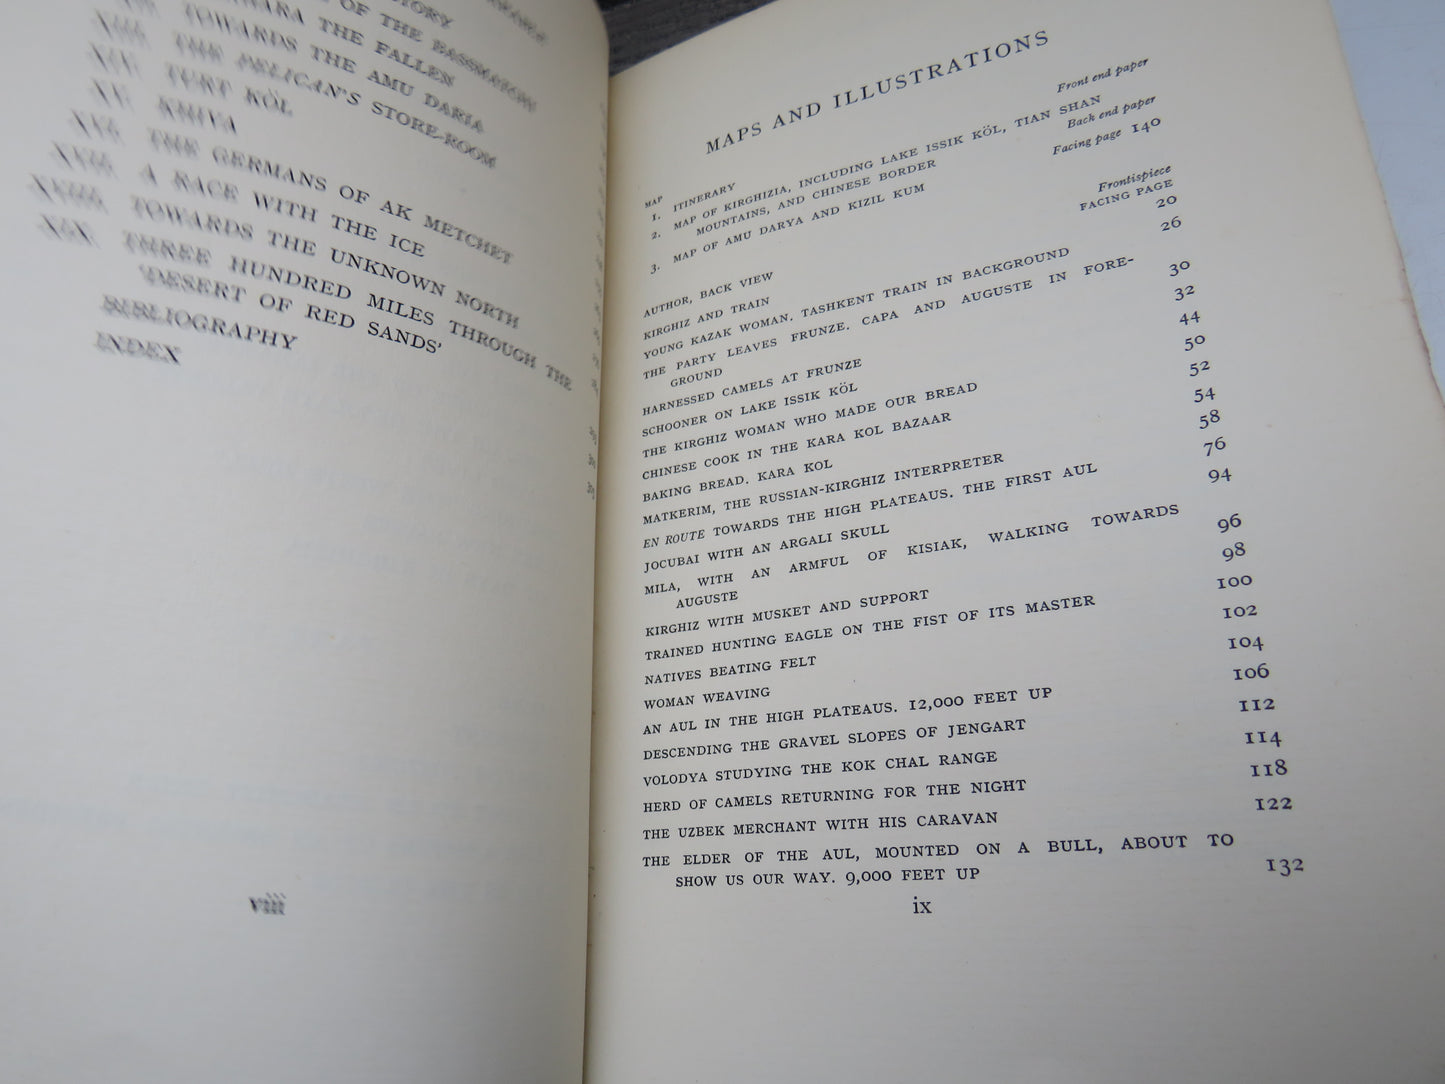 TORY
OF THE BASSMATCHI
THE FALLEN
TOWARDS THE AMU DARIA
XIII THE PELICAN'S STORE-ROOM
XIV TURT KÖL
XV KHIVA
XVI THE GERMANS OF AK METCHET
XVII A RACE WITH THE ICE
XVIII TOWARDS THE UNKNOWN NORTH
XIX THREE HUNDRED MILES THROUGH THE
'DESERT OF RED SANDS'
BIBLIOGRAPHY
INDEX
viii
MAPS AND ILLUSTRATIONS
MAP
1. ITINERARY Front end paper
2. MAP OF KIRGHIZIA, INCLUDING LAKE ISSIK KÖL, TIAN SHAN
MOUNTAINS, AND CHINESE BORDER Back end paper
3. MAP OF AMU DARYA AND KIZIL KUM Facing page 140
AUTHOR, BACK VIEW Frontispiece
FACING PAGE
KIRGHIZ AND TRAIN 20
YOUNG KAZAK WOMAN. TASHKENT TRAIN IN BACKGROUND 26
THE PARTY LEAVES FRUNZE. CAPA AND AUGUSTE IN FORE-
GROUND 30
HARNESSED CAMELS AT FRUNZE 32
SCHOONER ON LAKE ISSIK KÖL 44
THE KIRGHIZ WOMAN WHO MADE OUR BREAD 50
CHINESE COOK IN THE KARA KOL BAZAAR 52
BAKING BREAD. KARA KOL 54
MATKERIM, THE RUSSIAN-KIRGHIZ INTERPRETER 58
EN ROUTE TOWARDS THE HIGH PLATEAUS. THE FIRST AUL 76
JOCUBAI WITH AN ARGALI SKULL 94
MILA, WITH AN ARMFUL OF KISIAK, WALKING TOWARDS
AUGUSTE 96
KIRGHIZ WITH MUSKET AND SUPPORT 98
TRAINED HUNTING EAGLE ON THE FIST OF ITS MASTER 100
NATIVES BEATING FELT 102
WOMAN WEAVING 104
AN AUL IN THE HIGH PLATEAUS. 12,000 FEET UP 106
DESCENDING THE GRAVEL SLOPES OF JENGART 112
VOLODYA STUDYING THE KOK CHAL RANGE 114
HERD OF CAMELS RETURNING FOR THE NIGHT 118
THE UZBEK MERCHANT WITH HIS CARAVAN 122
THE ELDER OF THE AUL, MOUNTED ON A BULL, ABOUT TO
SHOW US OUR WAY. 9,000 FEET UP 132
ix